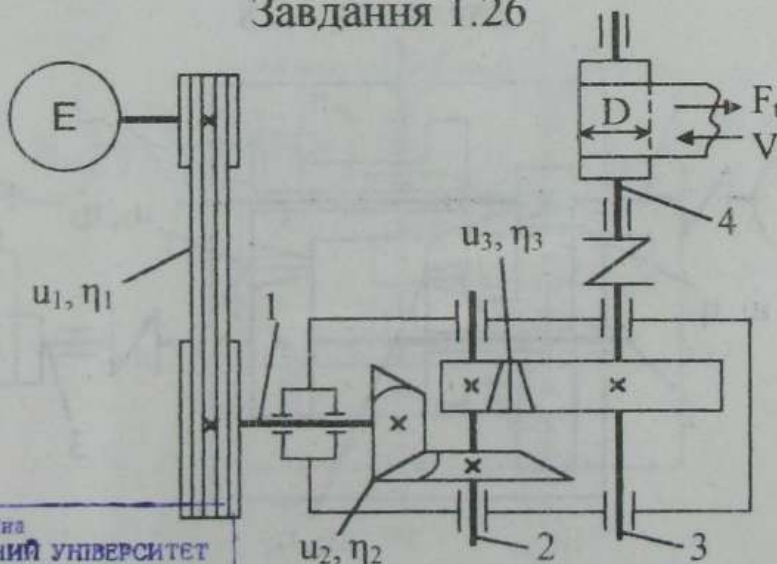 Завдання 1.26
E
D
V
4
u₃, η₃
u₁, η₁
1
u₂, η₂
2
3
НИЙ УНІВЕРСИТЕТ